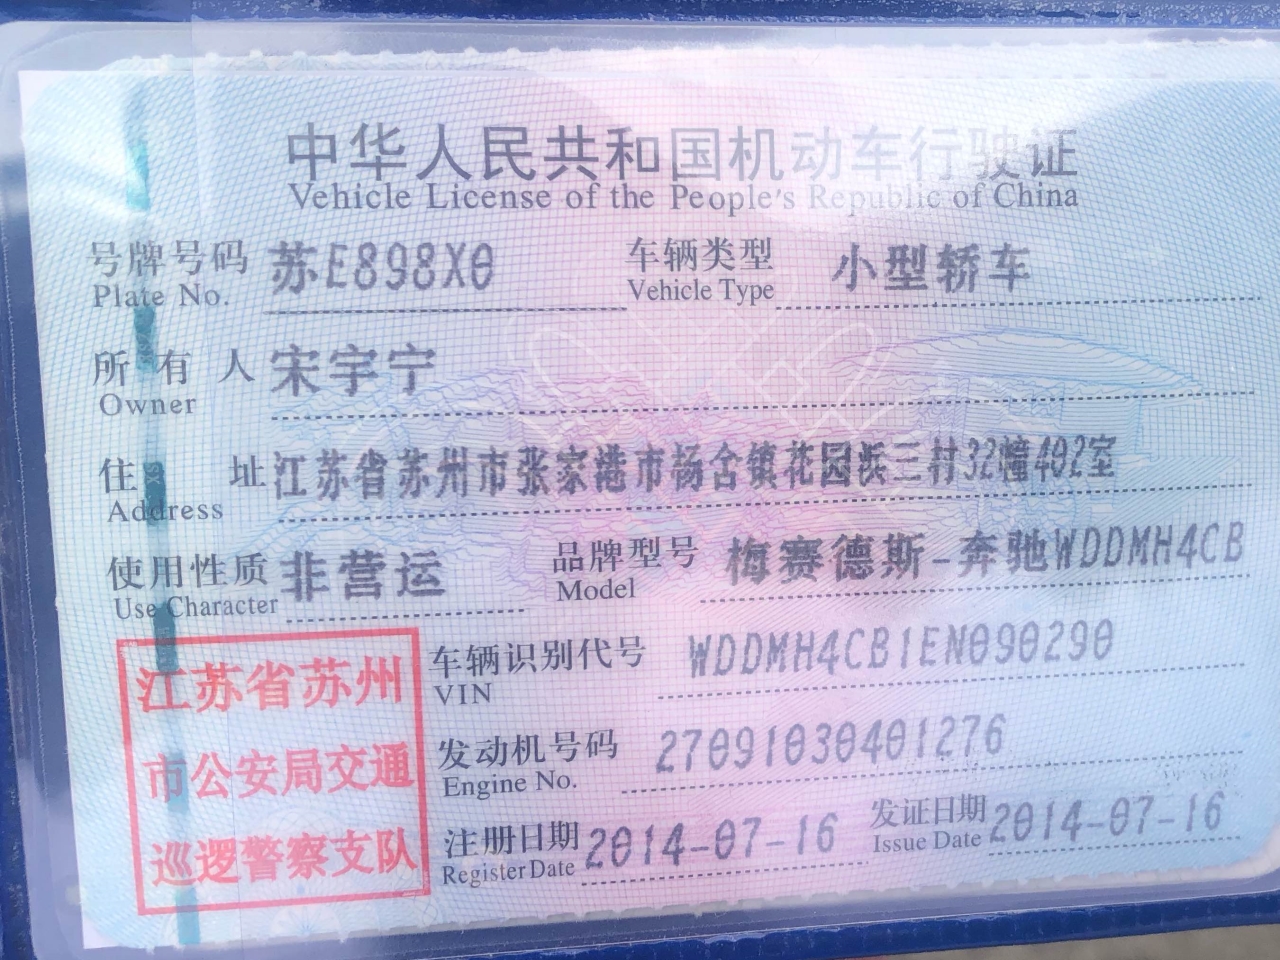 中华人民共和国机动车行驶证
Vehicle License of the People's Republic of China
号牌号码 苏E898X0 车辆类型 小型轿车
Plate No. Vehicle Type
所有人 宋宇宁
Owner
住址 江苏省苏州市张家港市杨舍镇花园浜三村32幢402室
Address
使用性质 非营运 品牌型号 梅赛德斯-奔驰WDDMH4CB
Use Character Model
江苏省苏州
市公安局交通
巡逻警察支队
车辆识别代号 WDDMH4CB1EN090290
VIN
发动机号码 27091030401276
Engine No.
注册日期 2014-07-16 发证日期 2014-07-16
Register Date Issue Date